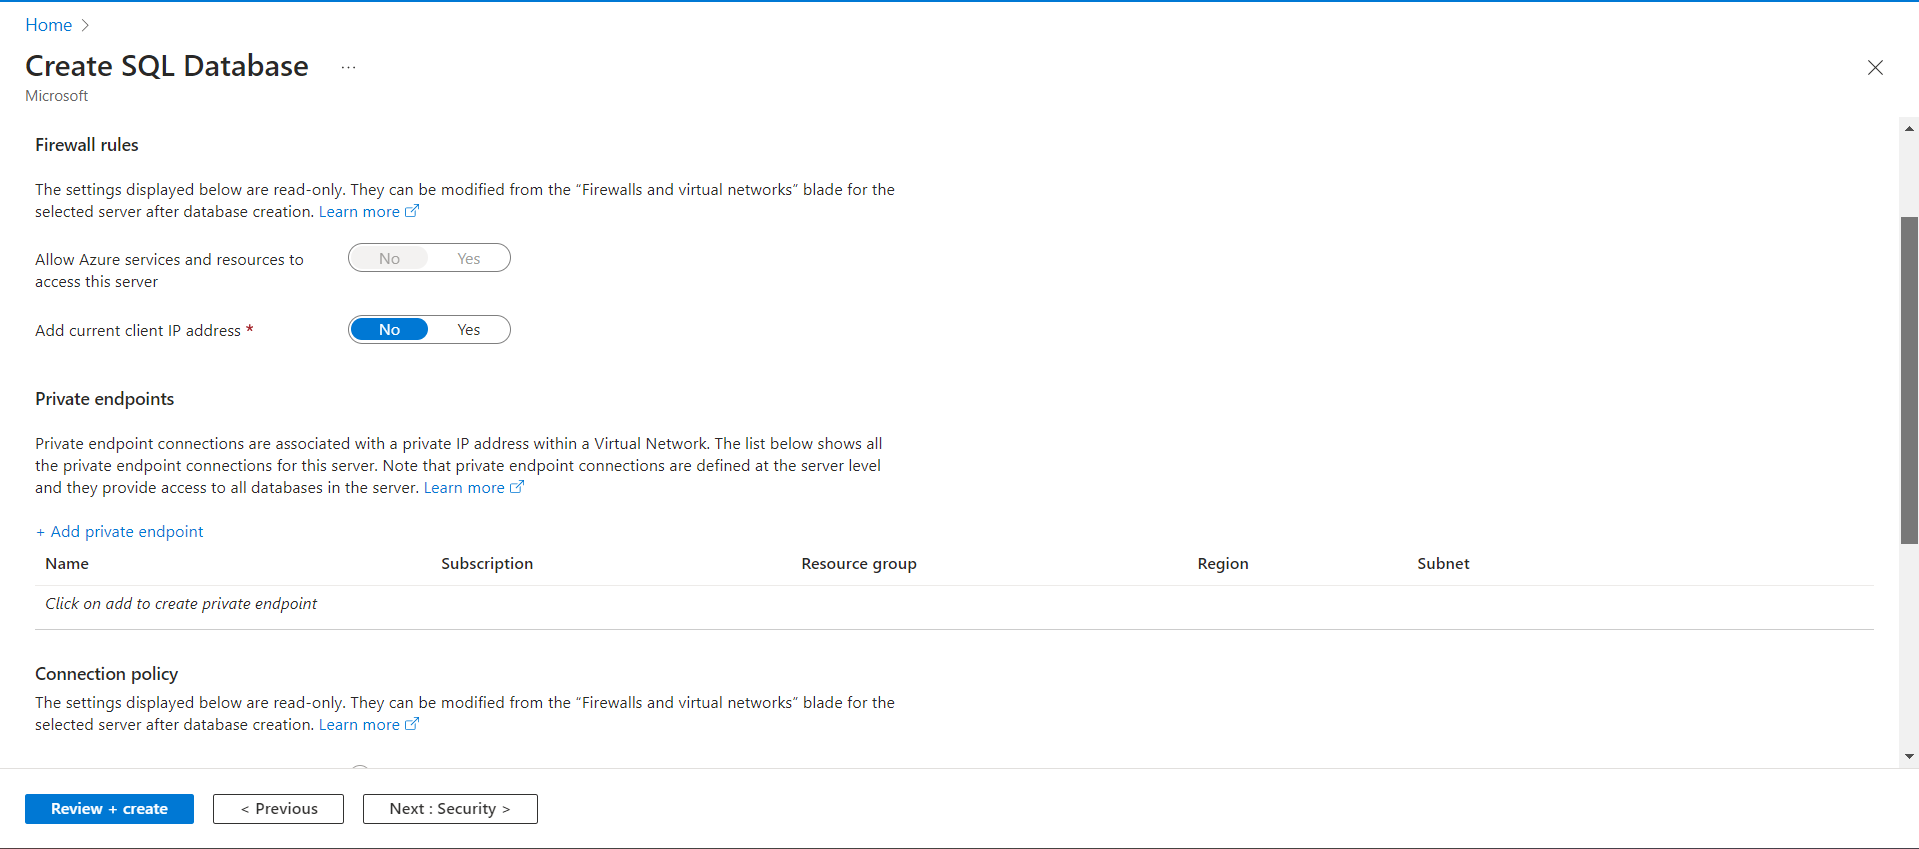 Home >
Create SQL Database ...
Microsoft
Firewall rules
The settings displayed below are read-only. They can be modified from the “Firewalls and virtual networks” blade for the
selected server after database creation. Learn more
Allow Azure services and resources to
access this server
No Yes
Add current client IP address *
No Yes
Private endpoints
Private endpoint connections are associated with a private IP address within a Virtual Network. The list below shows all
the private endpoint connections for this server. Note that private endpoint connections are defined at the server level
and they provide access to all databases in the server. Learn more
+ Add private endpoint
Name Subscription Resource group Region Subnet
Click on add to create private endpoint
Connection policy
The settings displayed below are read-only. They can be modified from the “Firewalls and virtual networks” blade for the
selected server after database creation. Learn more
Review + create < Previous Next : Security >